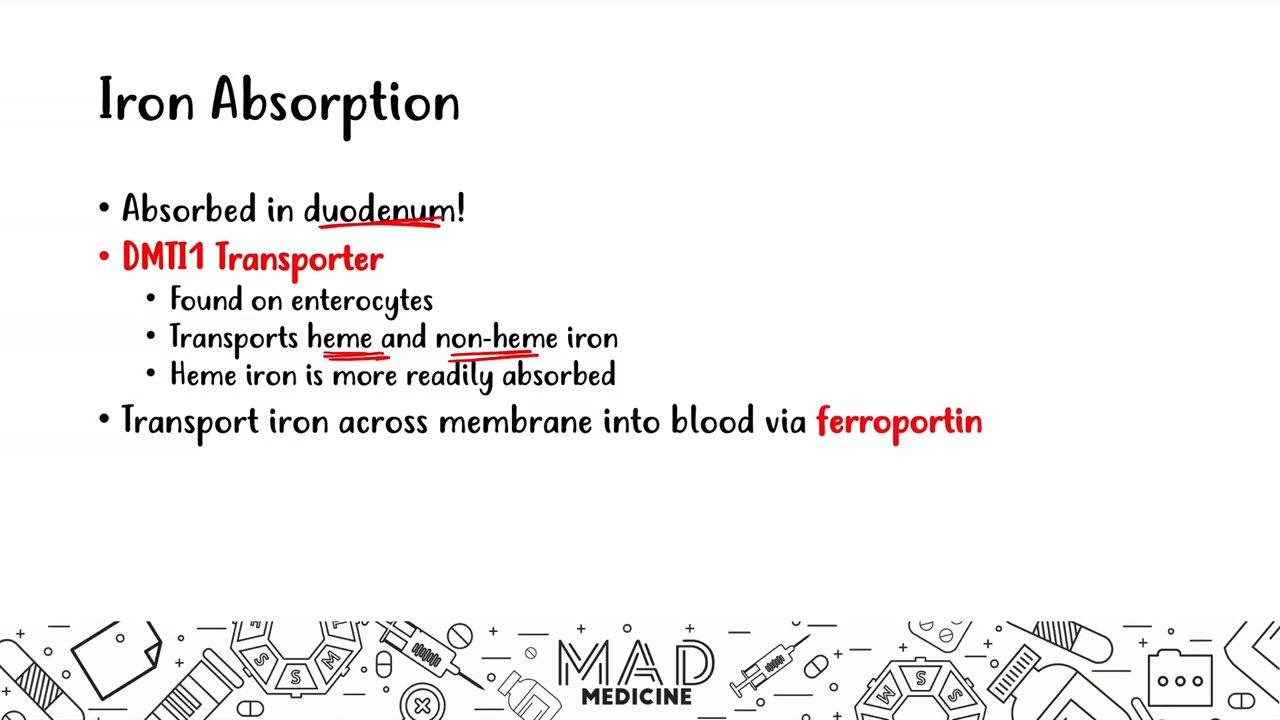 Iron Absorption
• Absorbed in duodenum!
• DMTI1 Transporter
• Found on enterocytes
• Transports heme and non-heme iron
• Heme iron is more readily absorbed
• Transport iron across membrane into blood via ferroportin
S S M
M S S
MAD
MEDICINE